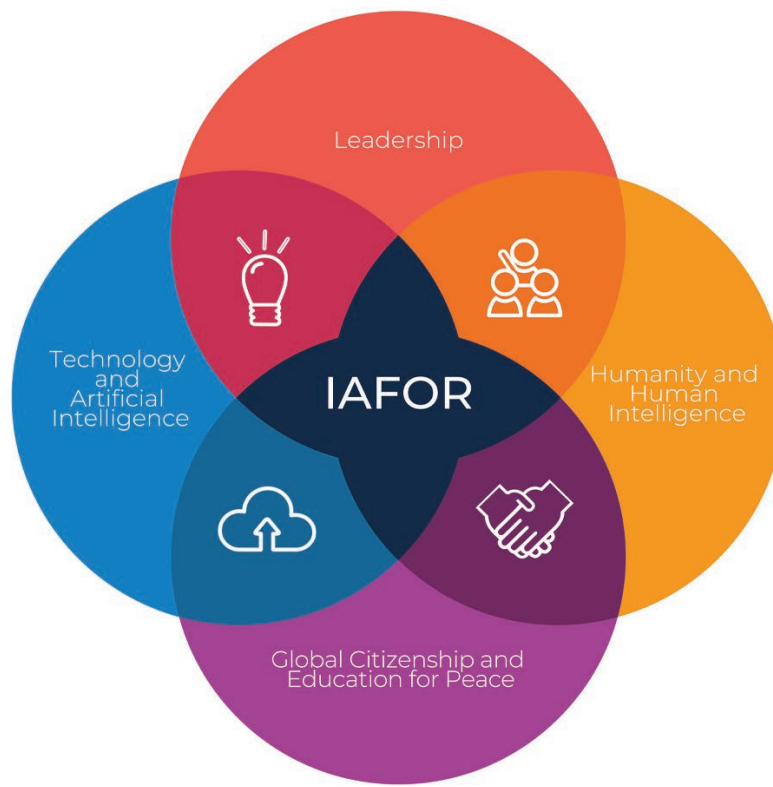 Leadership
Technology
and
Artificial
Intelligence
IAFOR
Humanity and
Human
Intelligence
Global Citizenship and
Education for Peace